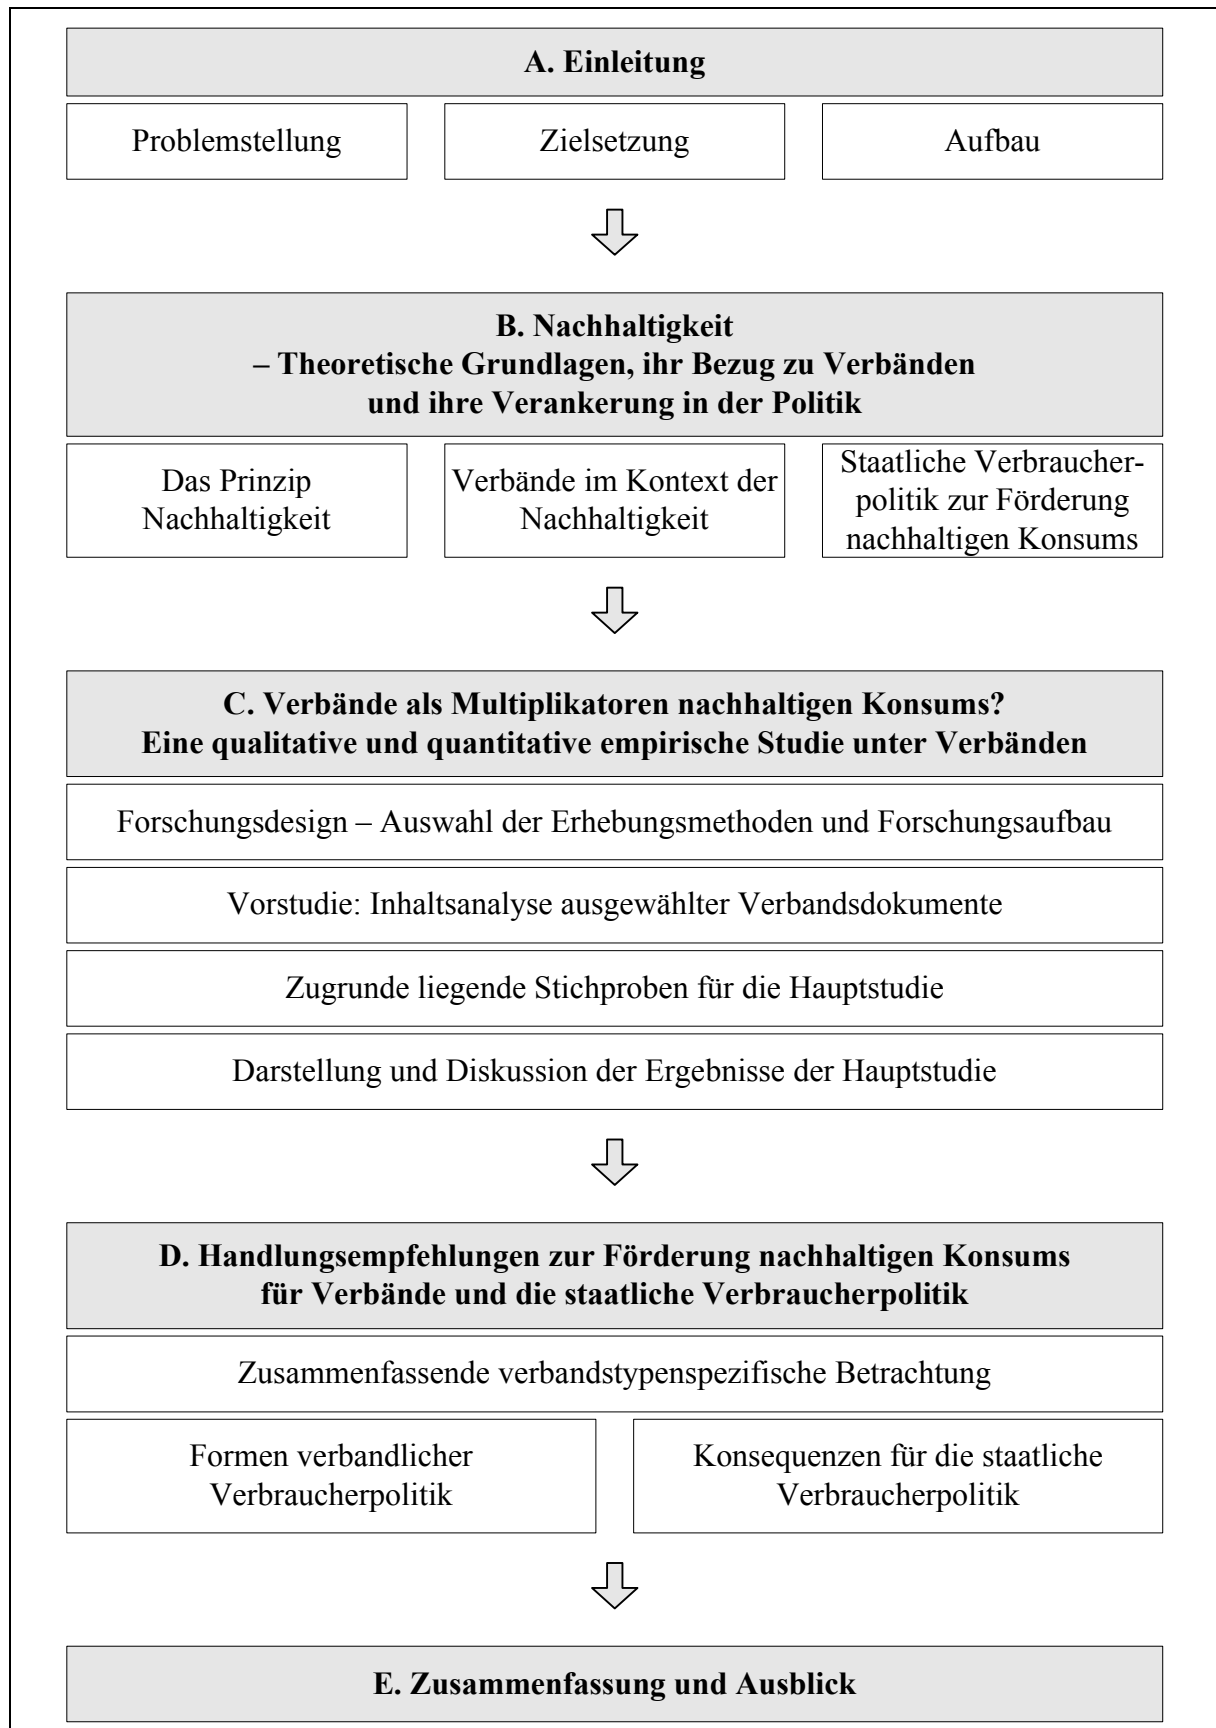 A. Einleitung
Problemstellung
Zielsetzung
Aufbau
B. Nachhaltigkeit
– Theoretische Grundlagen, ihr Bezug zu Verbänden
und ihre Verankerung in der Politik
Das Prinzip
Nachhaltigkeit
Verbände im Kontext der
Nachhaltigkeit
Staatliche Verbraucher-
politik zur Förderung
nachhaltigen Konsums
C. Verbände als Multiplikatoren nachhaltigen Konsums?
Eine qualitative und quantitative empirische Studie unter Verbänden
Forschungsdesign – Auswahl der Erhebungsmethoden und Forschungsaufbau
Vorstudie: Inhaltsanalyse ausgewählter Verbandsdokumente
Zugrunde liegende Stichproben für die Hauptstudie
Darstellung und Diskussion der Ergebnisse der Hauptstudie
D. Handlungsempfehlungen zur Förderung nachhaltigen Konsums
für Verbände und die staatliche Verbraucherpolitik
Zusammenfassende verbandstypenspezifische Betrachtung
Formen verbandlicher
Verbraucherpolitik
Konsequenzen für die staatliche
Verbraucherpolitik
E. Zusammenfassung und Ausblick